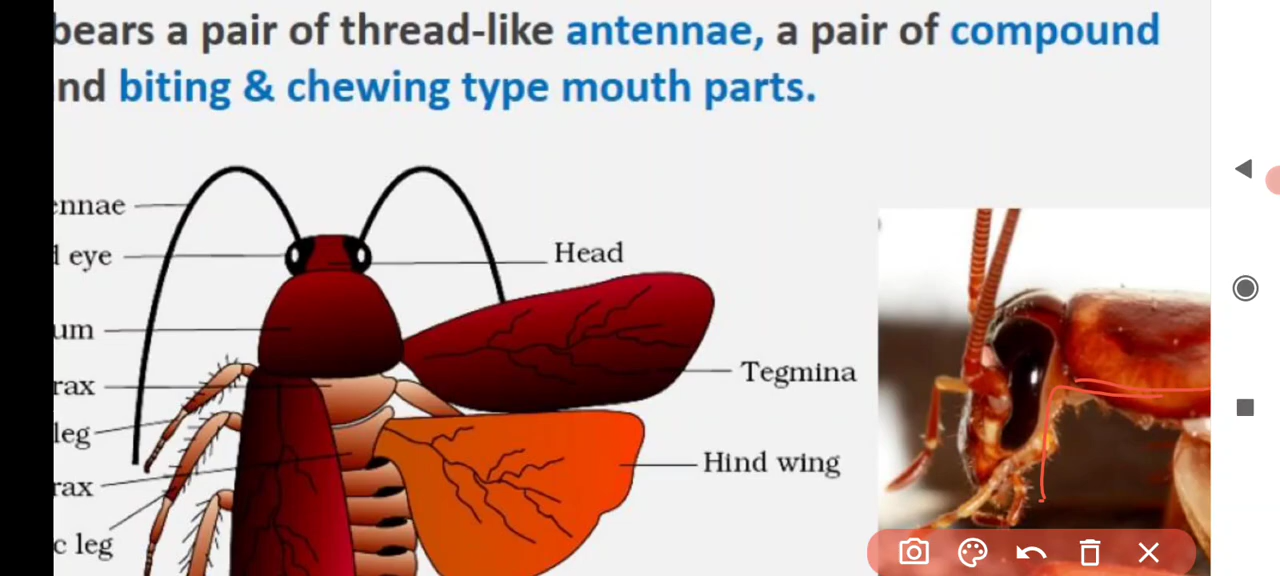 bears a pair of thread-like antennae, a pair of compound
nd biting & chewing type mouth parts.
ennae
l eye
Head
um
rax
Tegmina
leg
Hind wing
rax
c leg